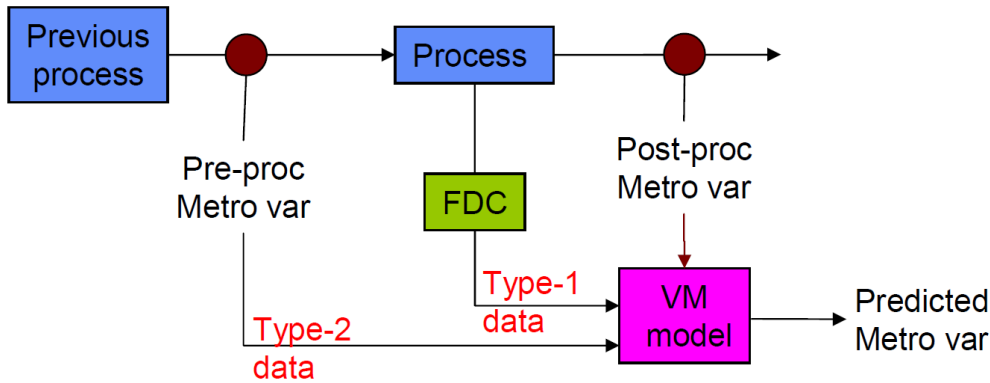 Previous
process
Process
Pre-proc
Metro var
FDC
Post-proc
Metro var
Type-1
data
Type-2
data
VM
model
Predicted
Metro var